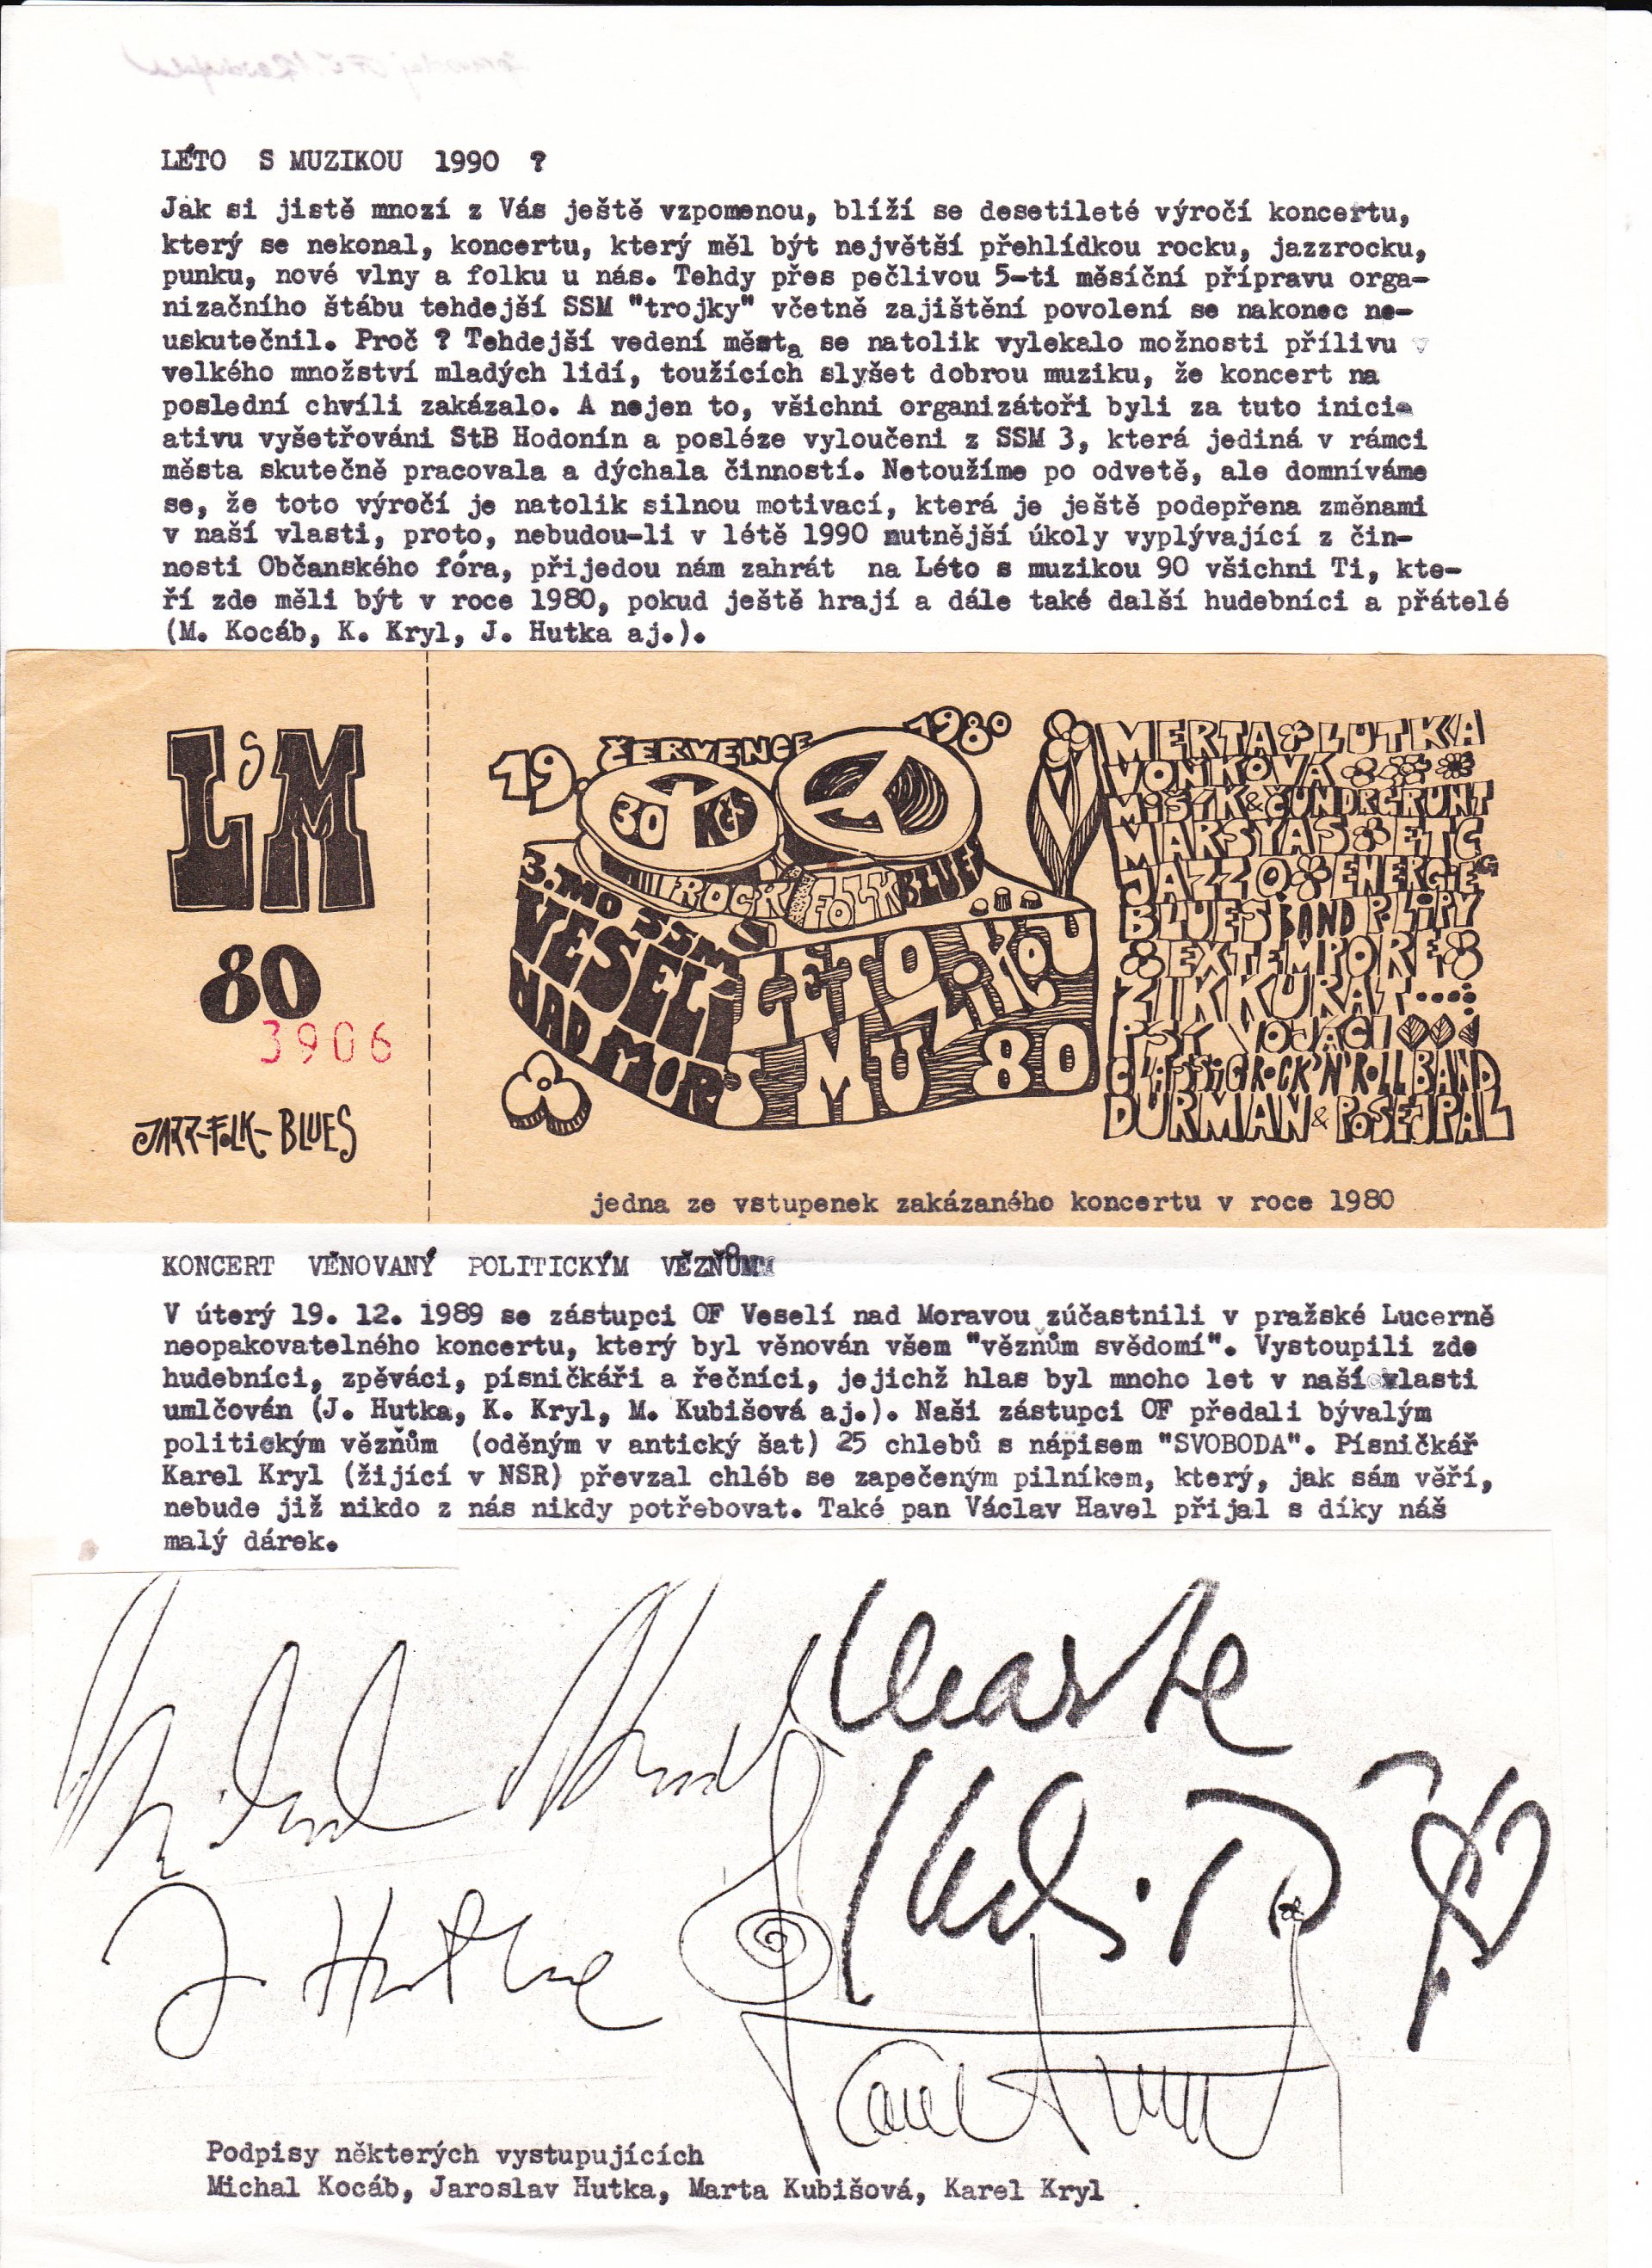 LÉTO S MUZIKOU 1990 ?
Jak si jistě mnozí z Vás ještě vzpomenou, blíží se desetileté výročí koncertu,
který se nekonal, koncertu, který měl být největší přehlídkou rocku, jazzrocku,
punku, nové vlny a folku u nás. Tehdy přes pečlivou 5-ti měsíční přípravu orga-
nizačního štábu tehdejší SSM "trojky" včetně zajištění povolení se nakonec ne-
uskutečnil. Proč ? Tehdejší vedení města se natolik vylekalo možnosti přílivu
velkého množství mladých lidí, toužících slyšet dobrou muziku, že koncert na
poslední chvíli zakázalo. A nejen to, všichni organizátoři byli za tuto inici
ativu vyšetřováni StB Hodonín a posléze vyloučeni z SSM 3, která jediná v rámci
města skutečně pracovala a dýchala činností. Netoužíme po odvetě, ale domníváme
se, že toto výročí je natolik silnou motivací, která je ještě podepřena změnami
v naší vlasti, proto, nebudou-li v létě 1990 nutnější úkoly vyplývající z čin-
nosti Občanského fóra, přijedou nám zahrát na Léto s muzikou 90 všichni Ti, kte-
ří zde měli být v roce 1980, pokud ještě hrají a dále také další hudebníci a přátelé
(M. Kocáb, K. Kryl, J. Hutka aj.).
LsM
80
3906
JAZZ-FOLK-BLUES
19. ČERVENCE 1980
30 KČS
ROCK FOLK BLUES
3. MO SSM
VESELÍ
NAD MOR.
LÉTO
S MUZIKOU 80
MERTA LUTKA
VOŇKOVÁ
MIŠÍK & ČUNDRGRUNT
MARSYAS ETC
JAZZ Q ENERGIE G
BLUES BAND POLIPY
EXTEMPORE
ZIKKURAT....
PSÍ VOJÁCI
CLASSIC ROCK'N'ROLL BAND
DURMAN & POSEJPAL
jedna ze vstupenek zakázaného koncertu v roce 1980
KONCERT VĚNOVANÝ POLITICKÝM VĚZŇŮM
V úterý 19. 12. 1989 se zástupci OF Veselí nad Moravou zúčastnili v pražské Lucerně
neopakovatelného koncertu, který byl věnován všem "vězňům svědomí". Vystoupili zde
hudebníci, zpěváci, písničkáři a řečníci, jejichž hlas byl mnoho let v naší vlasti
umlčován (J. Hutka, K. Kryl, M. Kubišová aj.). Naši zástupci OF předali bývalým
politickým vězňům (oděným v antický šat) 25 chlebů s nápisem "SVOBODA". Písničkář
Karel Kryl (žijící v NSR) převzal chléb se zapečeným pilníkem, který, jak sám věří,
nebude již nikdo z nás nikdy potřebovat. Také pan Václav Havel přijal s díky náš
malý dárek.
J Hutka
Podpisy některých vystupujících
Michal Kocáb, Jaroslav Hutka, Marta Kubišová, Karel Kryl